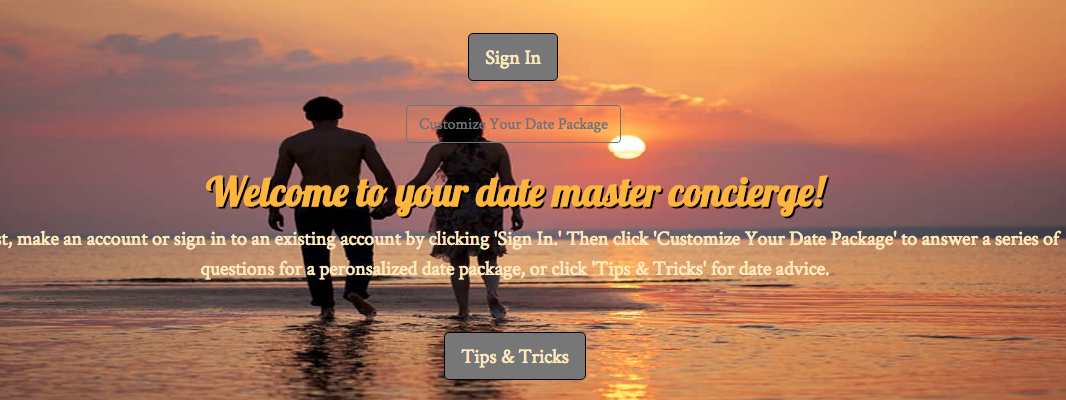 Sign In
Customize Your Date Package
Welcome to your date master concierge!
st, make an account or sign in to an existing account by clicking 'Sign In.' Then click 'Customize Your Date Package' to answer a series of
questions for a peronsalized date package, or click 'Tips & Tricks' for date advice.
Tips & Tricks